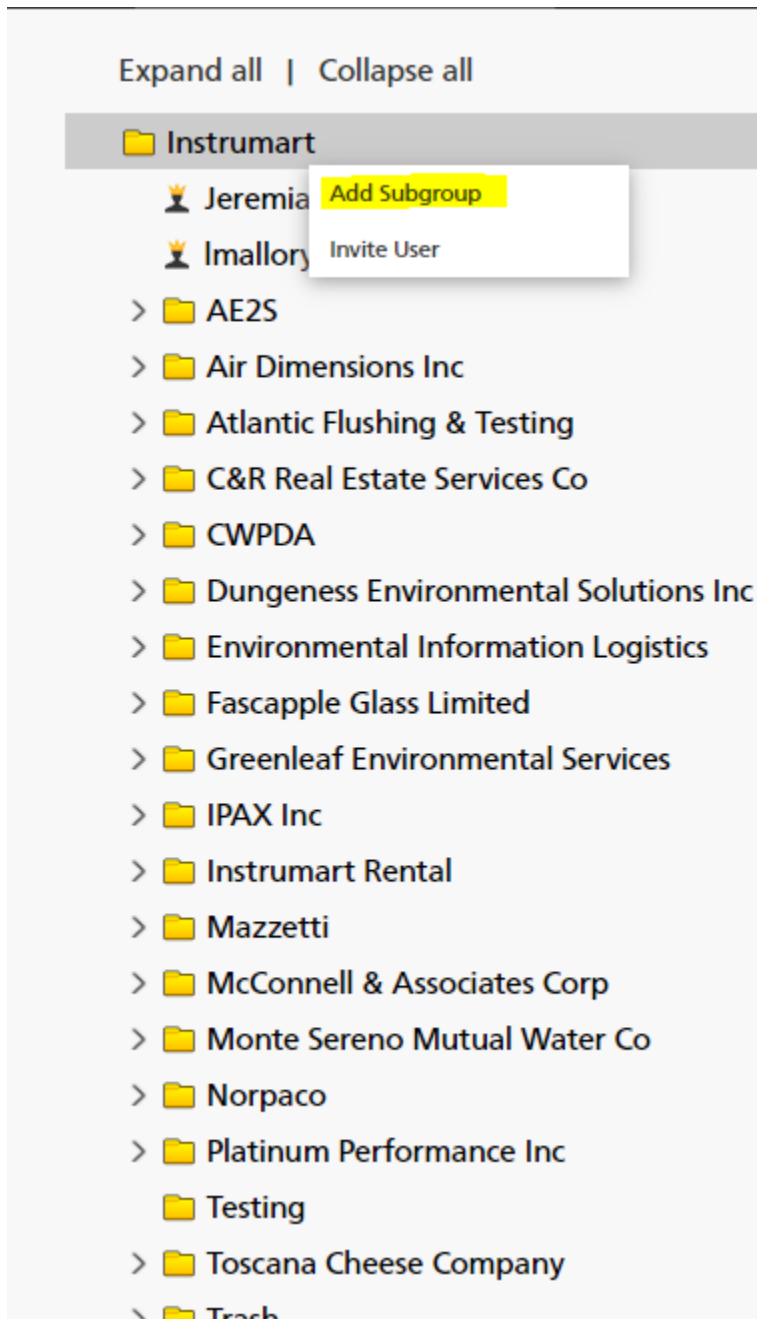 Expand all | Collapse all
Instrumart
Jeremia
Add Subgroup
lmallory
Invite User
AE2S
Air Dimensions Inc
Atlantic Flushing & Testing
C&R Real Estate Services Co
CWPDA
Dungeness Environmental Solutions Inc
Environmental Information Logistics
Fascapple Glass Limited
Greenleaf Environmental Services
IPAX Inc
Instrumart Rental
Mazzetti
McConnell & Associates Corp
Monte Sereno Mutual Water Co
Norpaco
Platinum Performance Inc
Testing
Toscana Cheese Company
Trash